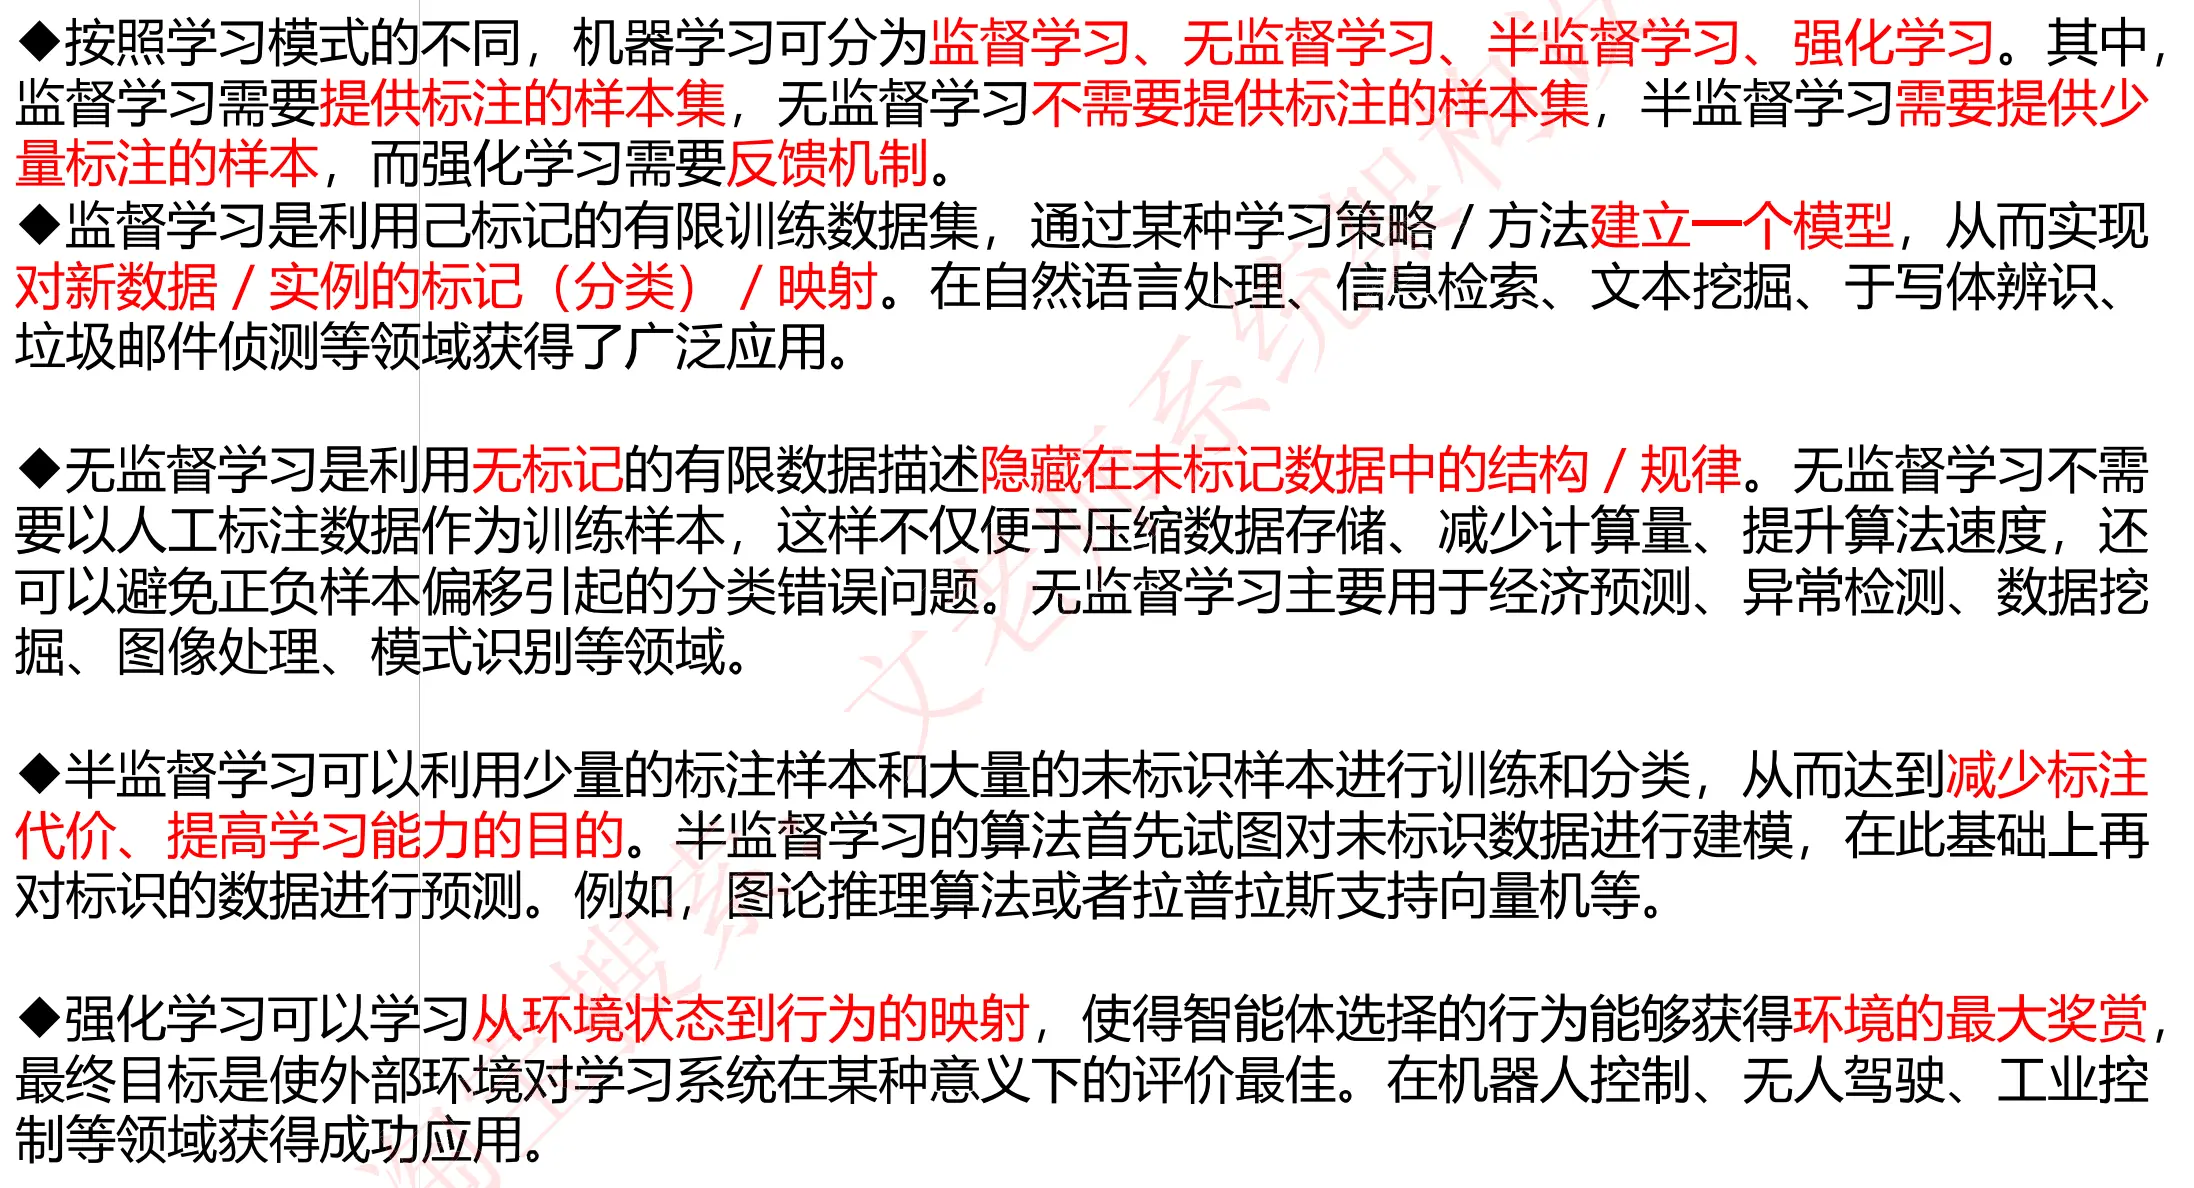 ◆按照学习模式的不同，机器学习可分为监督学习、无监督学习、半监督学习、强化学习。其中，
监督学习需要提供标注的样本集，无监督学习不需要提供标注的样本集，半监督学习需要提供少
量标注的样本，而强化学习需要反馈机制。
◆监督学习是利用己标记的有限训练数据集，通过某种学习策略/方法建立一个模型，从而实现
对新数据/实例的标记（分类）/映射。在自然语言处理、信息检索、文本挖掘、于写体辨识、
垃圾邮件侦测等领域获得了广泛应用。
◆无监督学习是利用无标记的有限数据描述隐藏在未标记数据中的结构/规律。无监督学习不需
要以人工标注数据作为训练样本，这样不仅便于压缩数据存储、减少计算量、提升算法速度，还
可以避免正负样本偏移引起的分类错误问题。无监督学习主要用于经济预测、异常检测、数据挖
掘、图像处理、模式识别等领域。
◆半监督学习可以利用少量的标注样本和大量的未标识样本进行训练和分类，从而达到减少标注
代价、提高学习能力的目的。半监督学习的算法首先试图对未标识数据进行建模，在此基础上再
对标识的数据进行预测。例如，图论推理算法或者拉普拉斯支持向量机等。
◆强化学习可以学习从环境状态到行为的映射，使得智能体选择的行为能够获得环境的最大奖赏，
最终目标是使外部环境对学习系统在某种意义下的评价最佳。在机器人控制、无人驾驶、工业控
制等领域获得成功应用。
淘宝搜索：文老师系统架构设